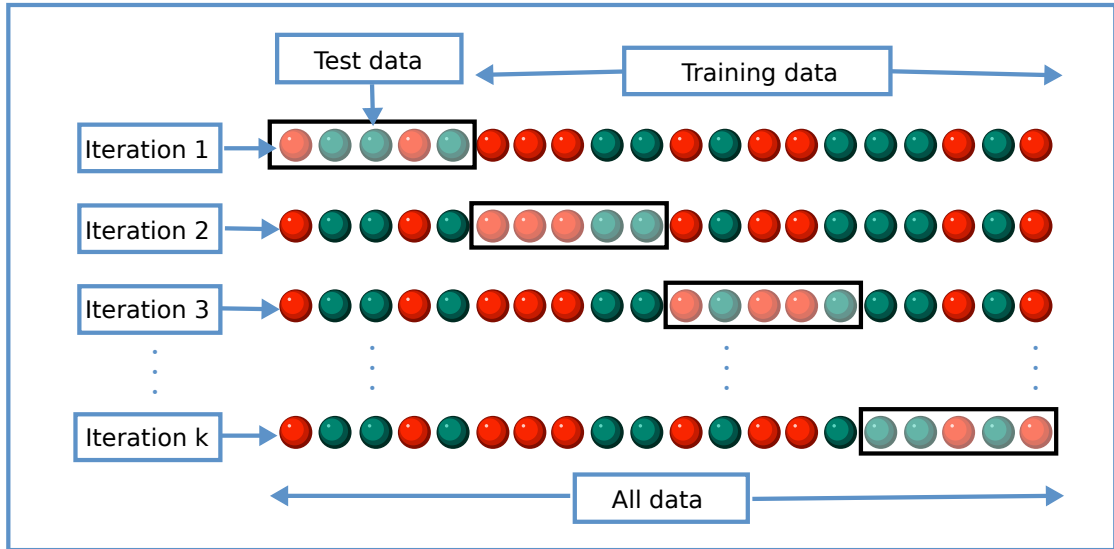 Test data
Training data
Iteration 1
Iteration 2
Iteration 3
Iteration k
All data